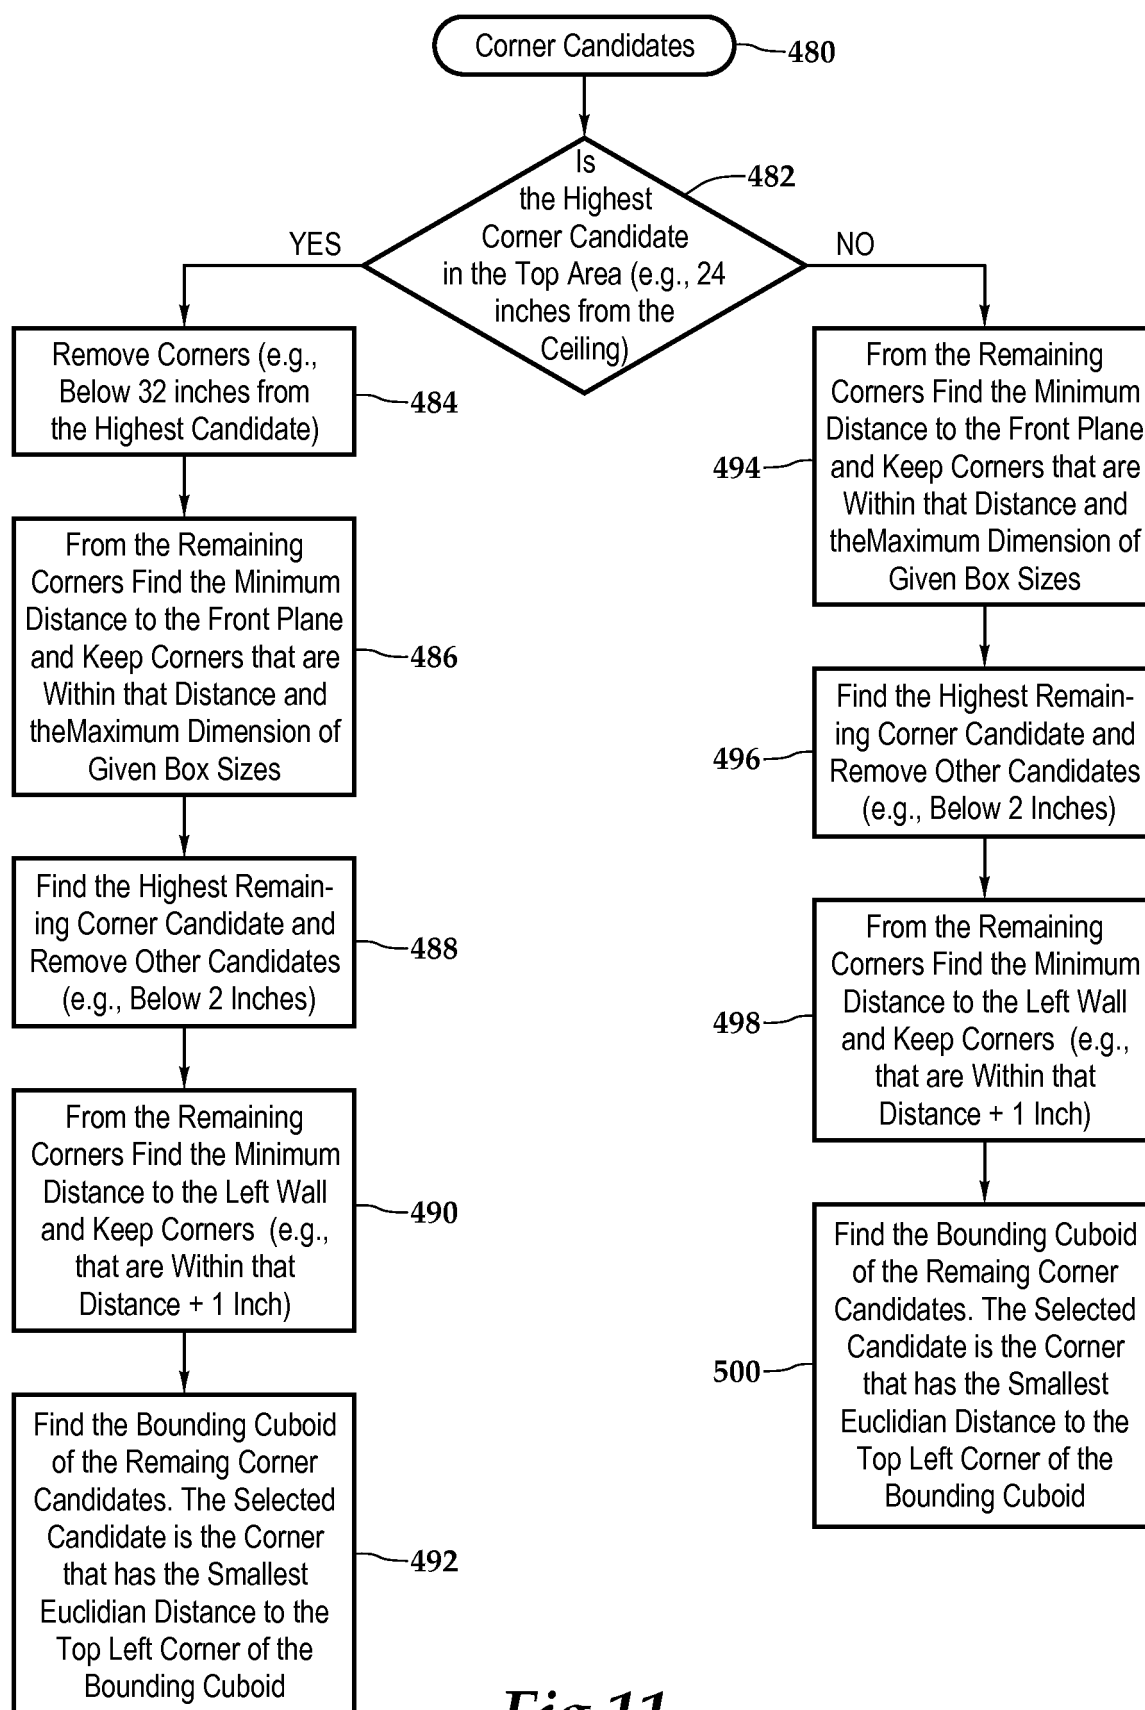 Corner Candidates
480
Is
the Highest
Corner Candidate
in the Top Area (e.g., 24
inches from the
Ceiling)
482
YES
NO
Remove Corners (e.g.,
Below 32 inches from
the Highest Candidate)
484
From the Remaining
Corners Find the Minimum
Distance to the Front Plane
and Keep Corners that are
Within that Distance and
theMaximum Dimension of
Given Box Sizes
486
Find the Highest Remain-
ing Corner Candidate and
Remove Other Candidates
(e.g., Below 2 Inches)
488
From the Remaining
Corners Find the Minimum
Distance to the Left Wall
and Keep Corners (e.g.,
that are Within that
Distance + 1 Inch)
490
Find the Bounding Cuboid
of the Remaing Corner
Candidates. The Selected
Candidate is the Corner
that has the Smallest
Euclidian Distance to the
Top Left Corner of the
Bounding Cuboid
492
From the Remaining
Corners Find the Minimum
Distance to the Front Plane
and Keep Corners that are
Within that Distance and
theMaximum Dimension of
Given Box Sizes
494
Find the Highest Remain-
ing Corner Candidate and
Remove Other Candidates
(e.g., Below 2 Inches)
496
From the Remaining
Corners Find the Minimum
Distance to the Left Wall
and Keep Corners (e.g.,
that are Within that
Distance + 1 Inch)
498
Find the Bounding Cuboid
of the Remaing Corner
Candidates. The Selected
Candidate is the Corner
that has the Smallest
Euclidian Distance to the
Top Left Corner of the
Bounding Cuboid
500
Fig.11